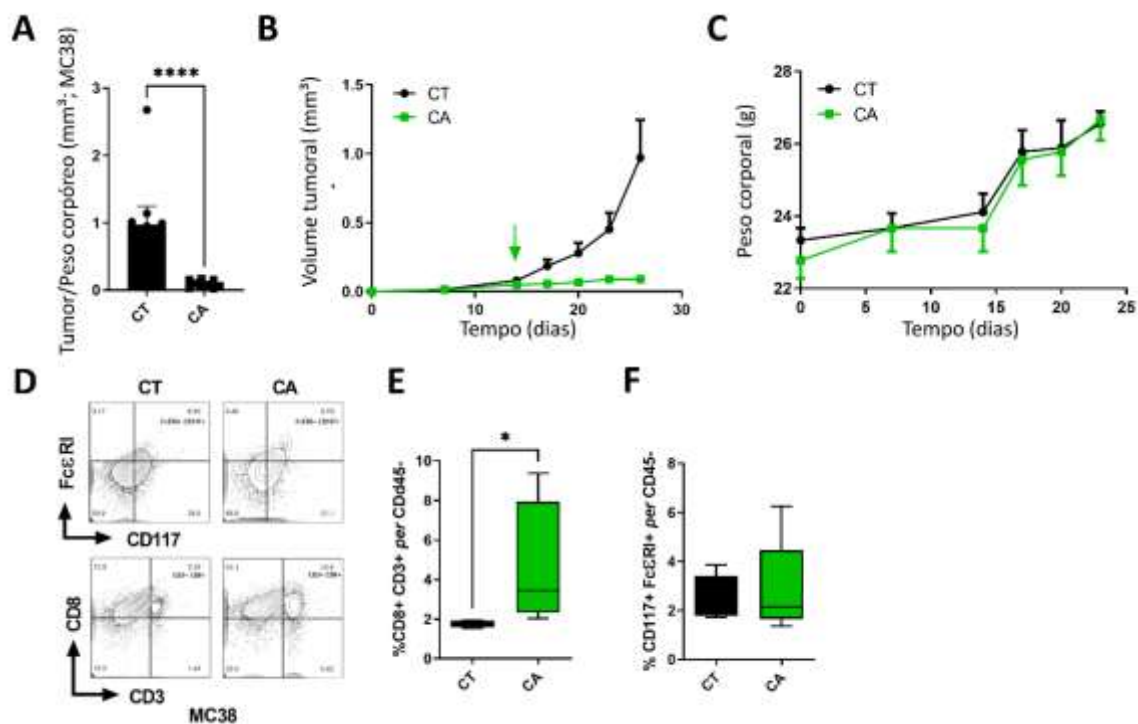 A
Tumor/Peso corpóreo (mm³; MC38)
****
3
2
1
0
CT
CA
B
Volume tumoral (mm³)
1.5
1.0
0.5
0.0
CT
CA
0 10 20 30
Tempo (dias)
C
Peso corporal (g)
28
26
24
22
CT
CA
0 5 10 15 20 25
Tempo (dias)
D
CT CA
FcεRI
CD117
CD8
CD3
MC38
E
%CD8+ CD3+ per CDd45-
*
10
8
6
4
2
0
CT
CA
F
% CD117+ FcεRI+ per CD45-
8
6
4
2
0
CT
CA